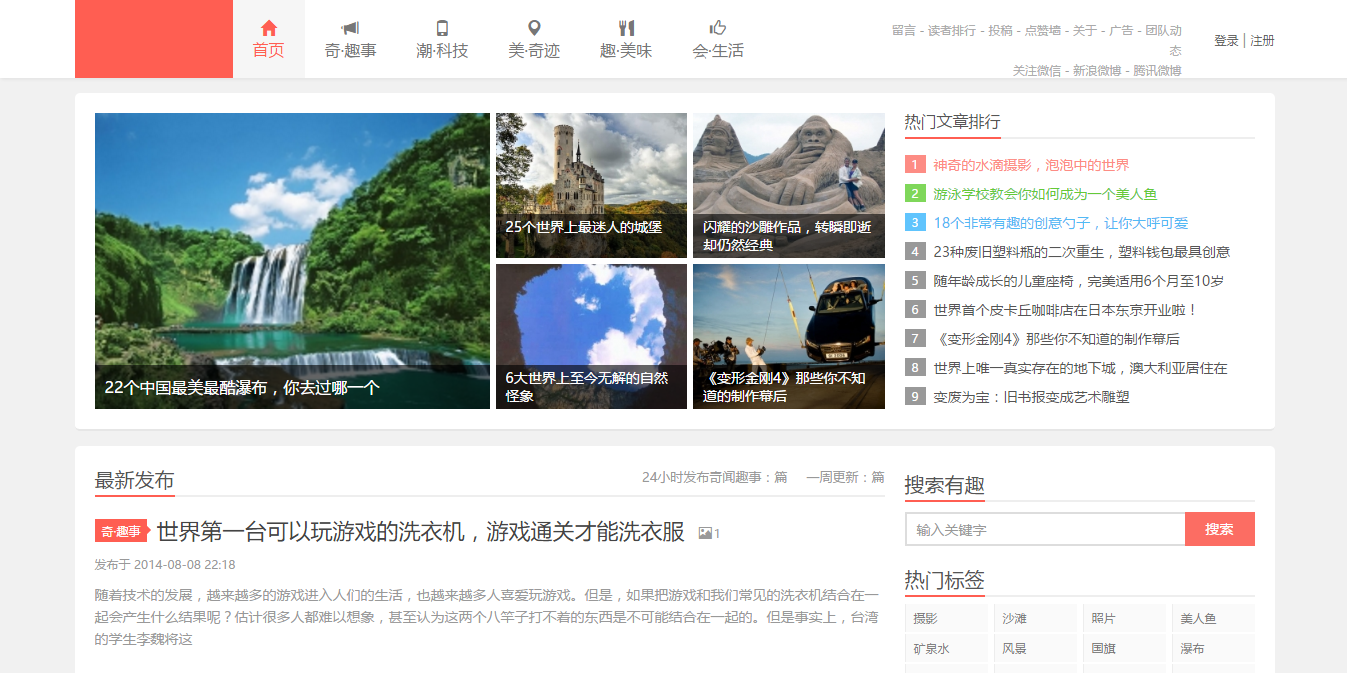 首页
奇·趣事
潮·科技
美·奇迹
趣·美味
会·生活
留言 - 读者排行 - 投稿 - 点赞墙 - 关于 - 广告 - 团队动
态
关注微信 - 新浪微博 - 腾讯微博
登录 | 注册
22个中国最美最酷瀑布，你去过哪一个
25个世界上最迷人的城堡
闪耀的沙雕作品，转瞬即逝
却仍然经典
6大世界上至今无解的自然
怪象
《变形金刚4》那些你不知
道的制作幕后
热门文章排行
1 神奇的水滴摄影，泡泡中的世界
2 游泳学校教会你如何成为一个美人鱼
3 18个非常有趣的创意勺子，让你大呼可爱
4 23种废旧塑料瓶的二次重生，塑料钱包最具创意
5 随年龄成长的儿童座椅，完美适用6个月至10岁
6 世界首个皮卡丘咖啡店在日本东京开业啦！
7 《变形金刚4》那些你不知道的制作幕后
8 世界上唯一真实存在的地下城，澳大利亚居住在
9 变废为宝：旧书报变成艺术雕塑
最新发布
24小时发布奇闻趣事：篇 一周更新：篇
奇·趣事 世界第一台可以玩游戏的洗衣机，游戏通关才能洗衣服 1
发布于 2014-08-08 22:18
随着技术的发展，越来越多的游戏进入人们的生活，也越来越多人喜爱玩游戏。但是，如果把游戏和我们常见的洗衣机结合在一
起会产生什么结果呢？估计很多人都难以想象，甚至认为这两个八竿子打不着的东西是不可能结合在一起的。但是事实上，台湾
的学生李魏将这
搜索有趣
输入关键字 搜索
热门标签
摄影 沙滩 照片 美人鱼
矿泉水 风景 国旗 瀑布